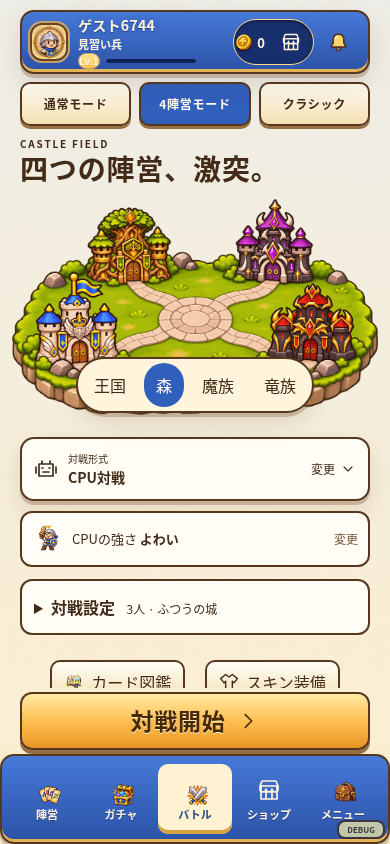 ゲスト6744
見習い兵
Lv.1
0
通常モード
4陣営モード
クラシック
CASTLE FIELD
四つの陣営、激突。
王国
森
魔族
竜族
対戦形式
CPU対戦
変更
CPUの強さ よわい
変更
▶ 対戦設定 3人 · ふつうの城
カード図鑑
スキン装備
対戦開始
陣営
ガチャ
バトル
ショップ
メニュー
DEBUG